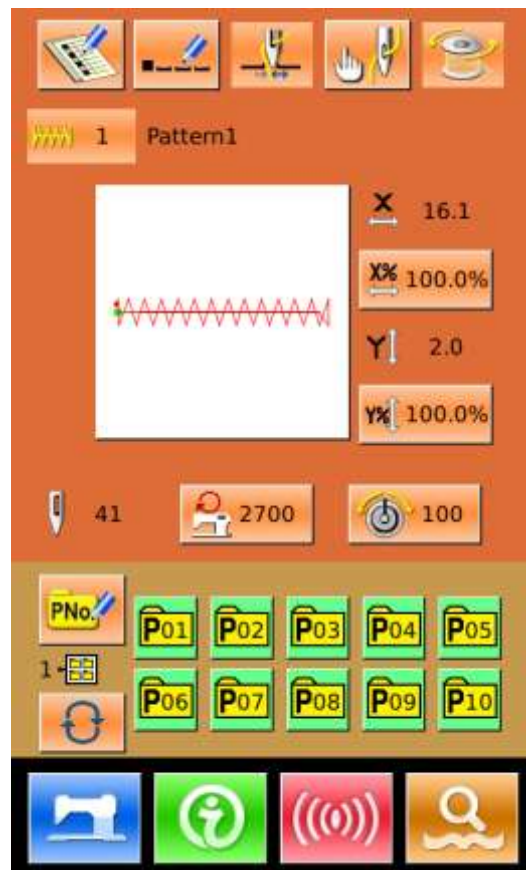 1 Pattern1
X 16.1
X% 100.0%
Y 2.0
Y% 100.0%
41 2700 100
PNo.
P01 P02 P03 P04 P05
1
P06 P07 P08 P09 P10
i